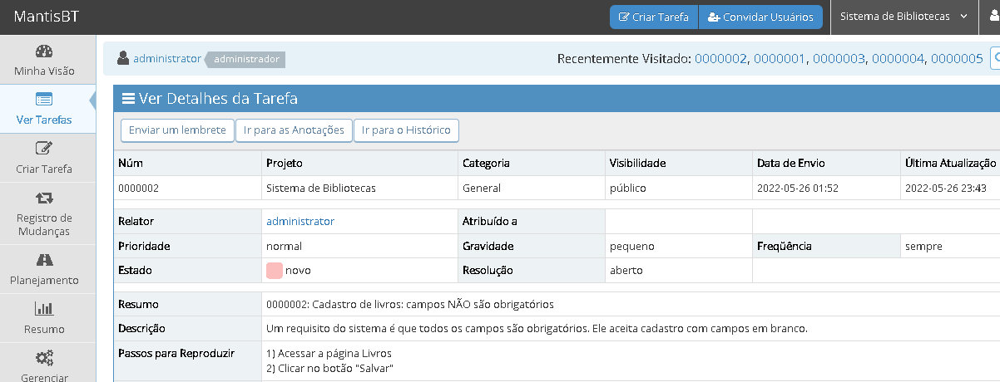 MantisBT
Criar Tarefa Convidar Usuários Sistema de Bibliotecas
Minha Visão
Ver Tarefas
Criar Tarefa
Registro de
Mudanças
Planejamento
Resumo
Gerenciar
administrator administrador
Recentemente Visitado: 0000002, 0000001, 0000003, 0000004, 0000005
Ver Detalhes da Tarefa
Enviar um lembrete Ir para as Anotações Ir para o Histórico
Núm Projeto Categoria Visibilidade Data de Envio Última Atualização
0000002 Sistema de Bibliotecas General público 2022-05-26 01:52 2022-05-26 23:43
Relator administrator Atribuído a
Prioridade normal Gravidade pequeno Freqüência sempre
Estado novo Resolução aberto
Resumo 0000002: Cadastro de livros: campos NÃO são obrigatórios
Descrição Um requisito do sistema é que todos os campos são obrigatórios. Ele aceita cadastro com campos em branco.
Passos para Reproduzir 1) Acessar a página Livros
2) Clicar no botão "Salvar"